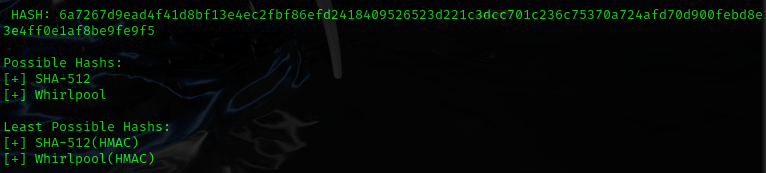 HASH: 6a7267d9ead4f41d8bf13e4ec2fbf86efd2418409526523d221c3dcc701c236c75370a724afd70d900febd8e
3e4ff0e1af8be9fe9f5
Possible Hashs:
[+] SHA-512
[+] Whirlpool
Least Possible Hashs:
[+] SHA-512(HMAC)
[+] Whirlpool(HMAC)